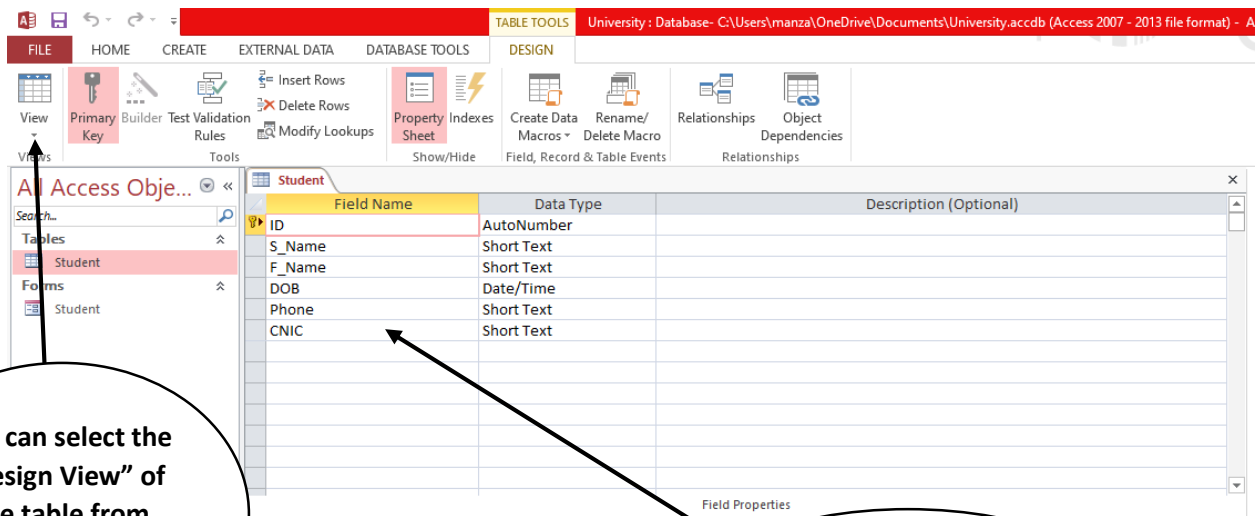 TABLE TOOLS University : Database- C:\Users\manza\OneDrive\Documents\University.accdb (Access 2007 - 2013 file format) - A
FILE HOME CREATE EXTERNAL DATA DATABASE TOOLS DESIGN
View
Primary Key
Builder
Test Validation Rules
Insert Rows
Delete Rows
Modify Lookups
Property Sheet
Indexes
Create Data Macros
Rename/ Delete Macro
Relationships
Object Dependencies
Views Tools Show/Hide Field, Record & Table Events Relationships
All Access Obje...
Search...
Tables
Student
Forms
Student
Student
Field Name Data Type Description (Optional)
ID AutoNumber
S_Name Short Text
F_Name Short Text
DOB Date/Time
Phone Short Text
CNIC Short Text
Field Properties
can select the
esign View” of
e table from